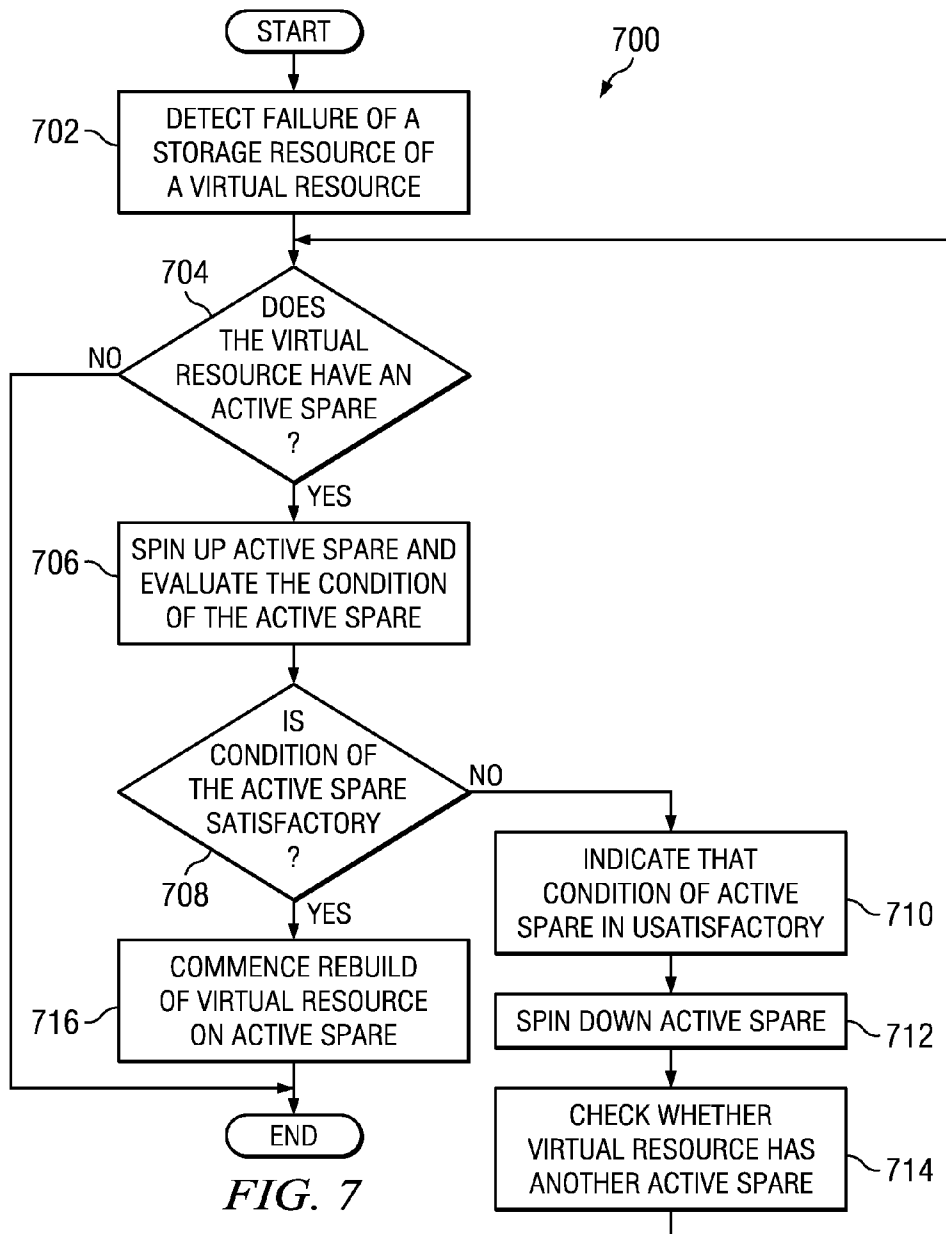 START
700
702
DETECT FAILURE OF A
STORAGE RESOURCE OF
A VIRTUAL RESOURCE
704
DOES
THE VIRTUAL
RESOURCE HAVE AN
ACTIVE SPARE
?
NO
YES
706
SPIN UP ACTIVE SPARE AND
EVALUATE THE CONDITION
OF THE ACTIVE SPARE
IS
CONDITION OF
THE ACTIVE SPARE
SATISFACTORY
?
708
NO
YES
INDICATE THAT
CONDITION OF ACTIVE
SPARE IN USATISFACTORY
710
716
COMMENCE REBUILD
OF VIRTUAL RESOURCE
ON ACTIVE SPARE
SPIN DOWN ACTIVE SPARE
712
CHECK WHETHER
VIRTUAL RESOURCE HAS
ANOTHER ACTIVE SPARE
714
END
FIG. 7